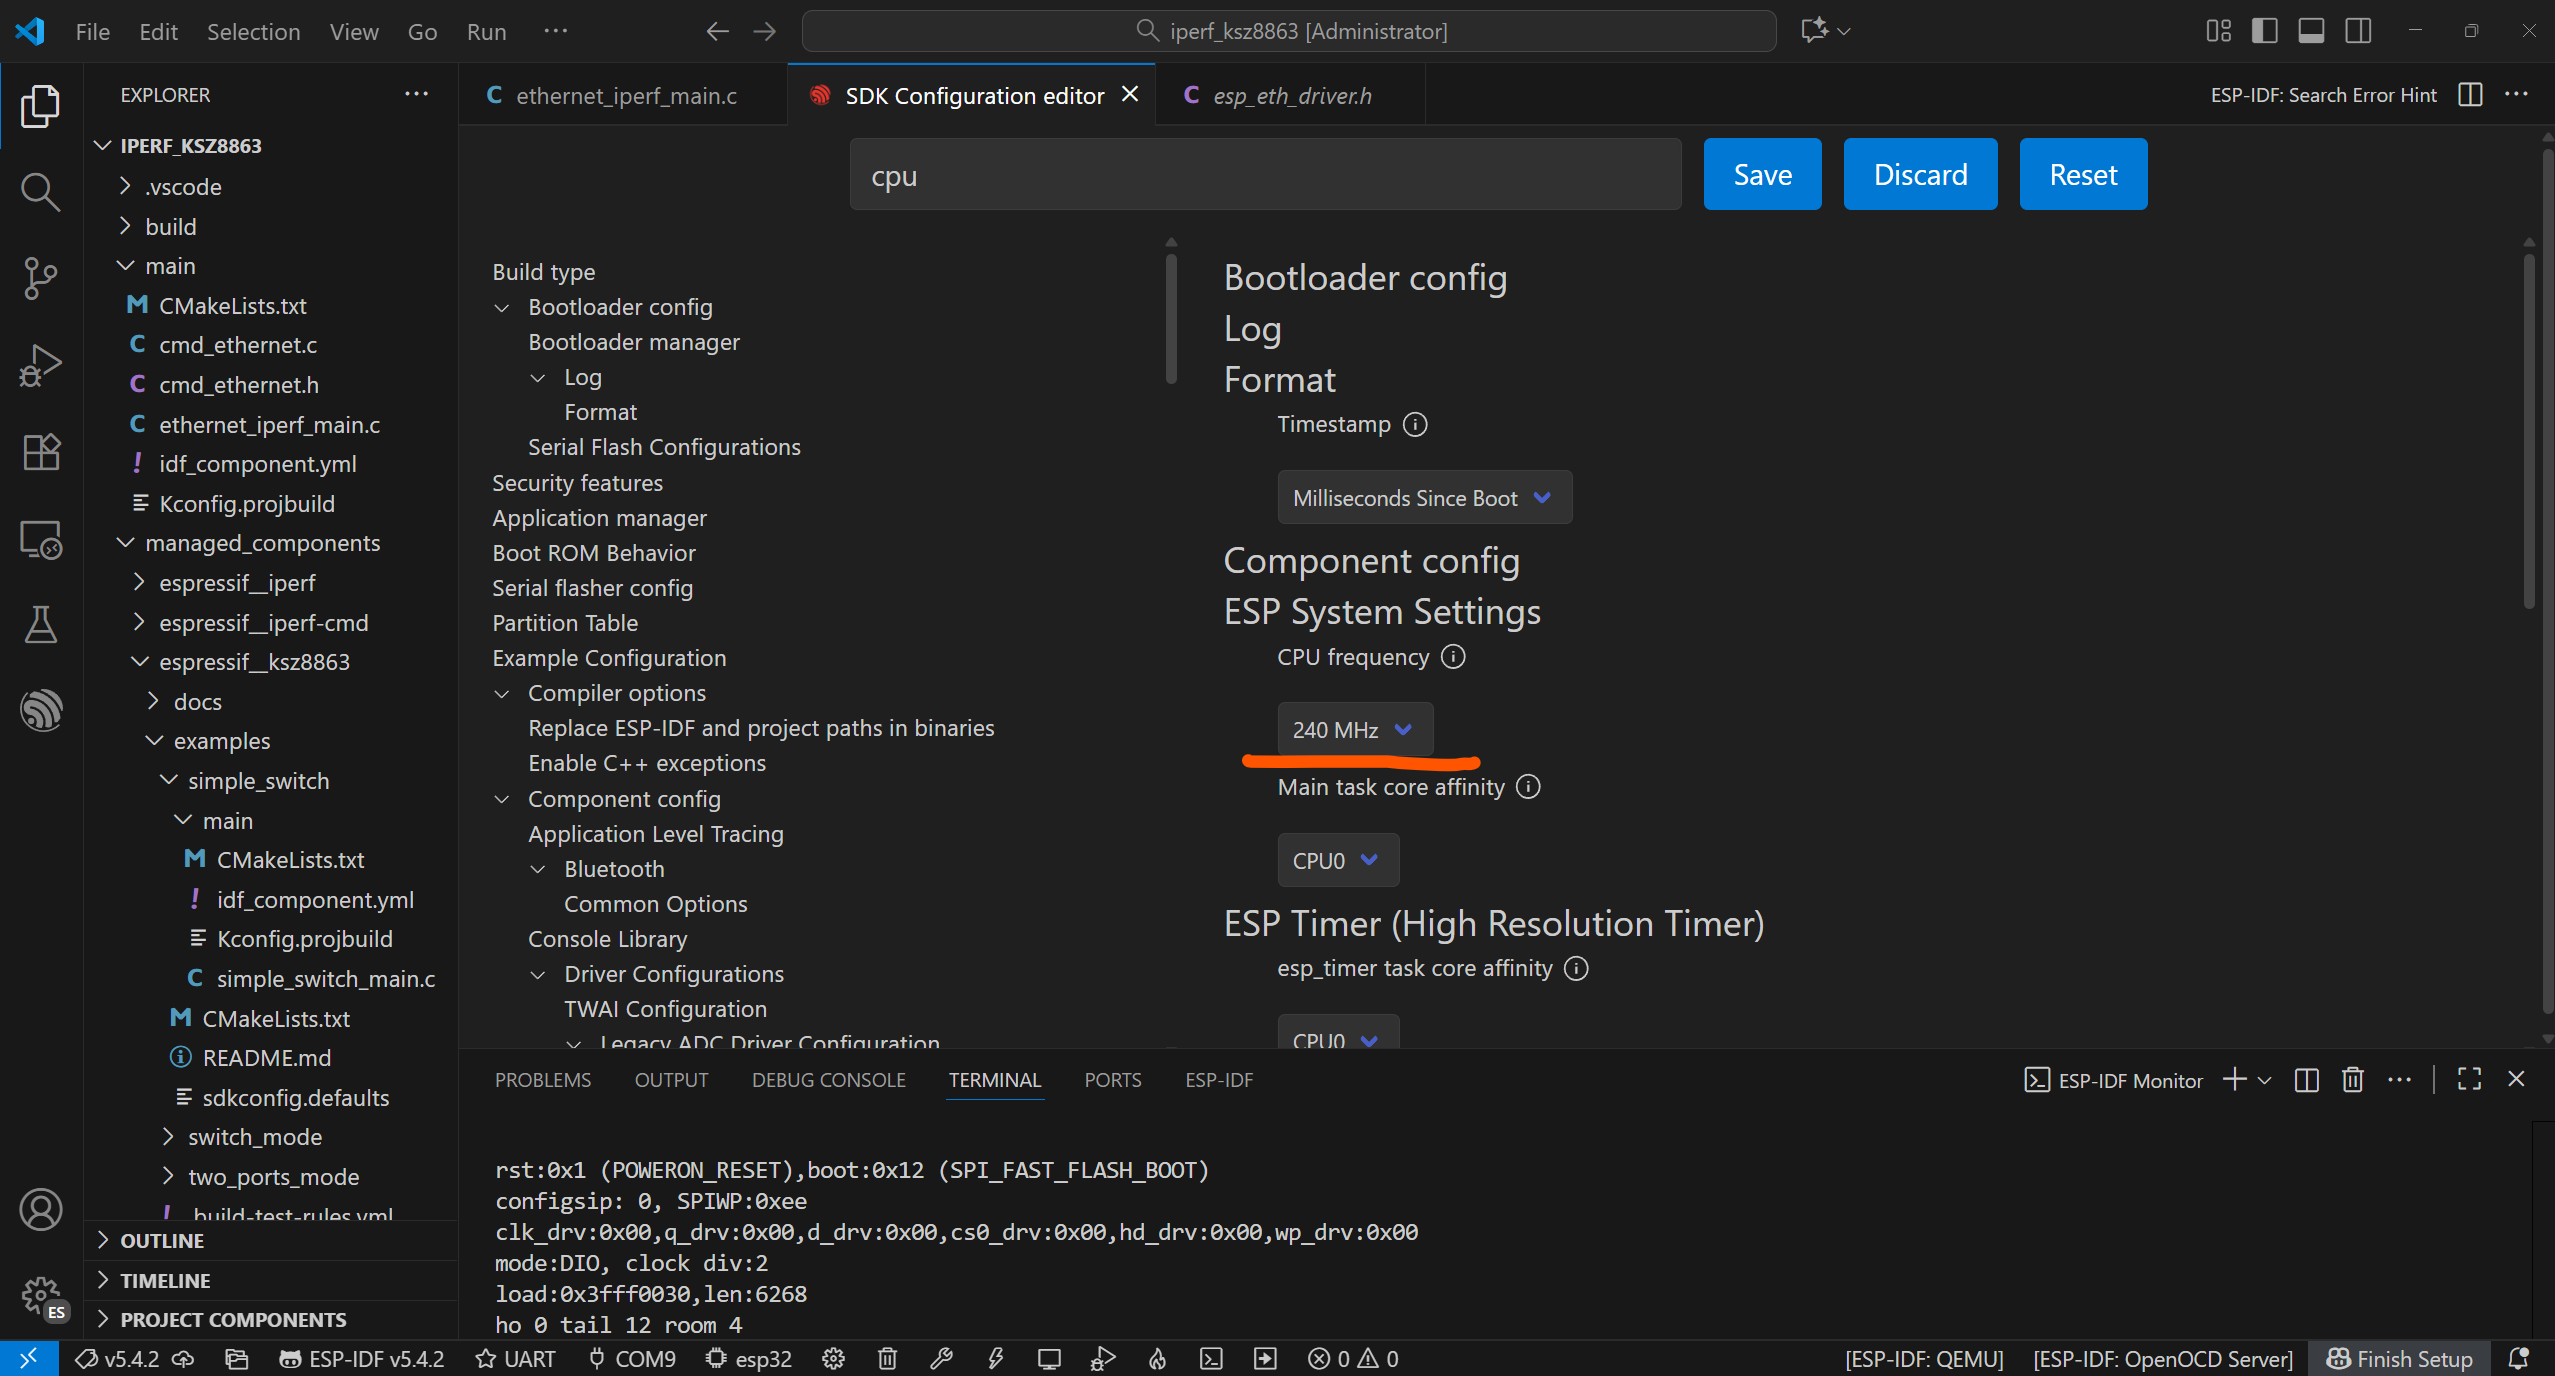 File Edit Selection View Go Run ···
iperf_ksz8863 [Administrator]
EXPLORER
IPERF_KSZ8863
.vscode
build
main
CMakeLists.txt
cmd_ethernet.c
cmd_ethernet.h
ethernet_iperf_main.c
idf_component.yml
Kconfig.projbuild
managed_components
espressif__iperf
espressif__iperf-cmd
espressif__ksz8863
docs
examples
simple_switch
main
CMakeLists.txt
idf_component.yml
Kconfig.projbuild
simple_switch_main.c
CMakeLists.txt
README.md
sdkconfig.defaults
switch_mode
two_ports_mode
.build-test-rules.yml
OUTLINE
TIMELINE
PROJECT COMPONENTS
ethernet_iperf_main.c
SDK Configuration editor
esp_eth_driver.h
ESP-IDF: Search Error Hint
cpu
Save
Discard
Reset
Build type
Bootloader config
Bootloader manager
Log
Format
Serial Flash Configurations
Security features
Application manager
Boot ROM Behavior
Serial flasher config
Partition Table
Example Configuration
Compiler options
Replace ESP-IDF and project paths in binaries
Enable C++ exceptions
Component config
Application Level Tracing
Bluetooth
Common Options
Console Library
Driver Configurations
TWAI Configuration
Legacy ADC Driver Configuration
Bootloader config
Log
Format
Timestamp
Milliseconds Since Boot
Component config
ESP System Settings
CPU frequency
240 MHz
Main task core affinity
CPU0
ESP Timer (High Resolution Timer)
esp_timer task core affinity
CPU0
PROBLEMS OUTPUT DEBUG CONSOLE TERMINAL PORTS ESP-IDF
ESP-IDF Monitor
rst:0x1 (POWERON_RESET),boot:0x12 (SPI_FAST_FLASH_BOOT)
configsip: 0, SPIWP:0xee
clk_drv:0x00,q_drv:0x00,d_drv:0x00,cs0_drv:0x00,hd_drv:0x00,wp_drv:0x00
mode:DIO, clock div:2
load:0x3fff0030,len:6268
ho 0 tail 12 room 4
ES
v5.4.2 ESP-IDF v5.4.2 UART COM9 esp32 0 0 [ESP-IDF: QEMU] [ESP-IDF: OpenOCD Server] Finish Setup